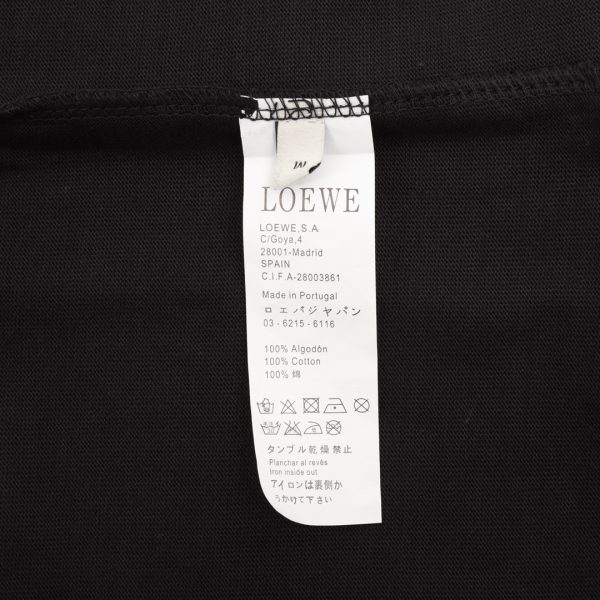 M
LOEWE
LOEWE,S.A
C/Goya,4
28001-Madrid
SPAIN
C.I.F.A-28003861
Made in Portugal
ロエバジャパン
03-6215-6116
100% Algodón
100% Cotton
100% 綿
タンブル乾燥禁止
Planchar al revés
Iron inside out
アイロンは裏側か
うかけて下さい